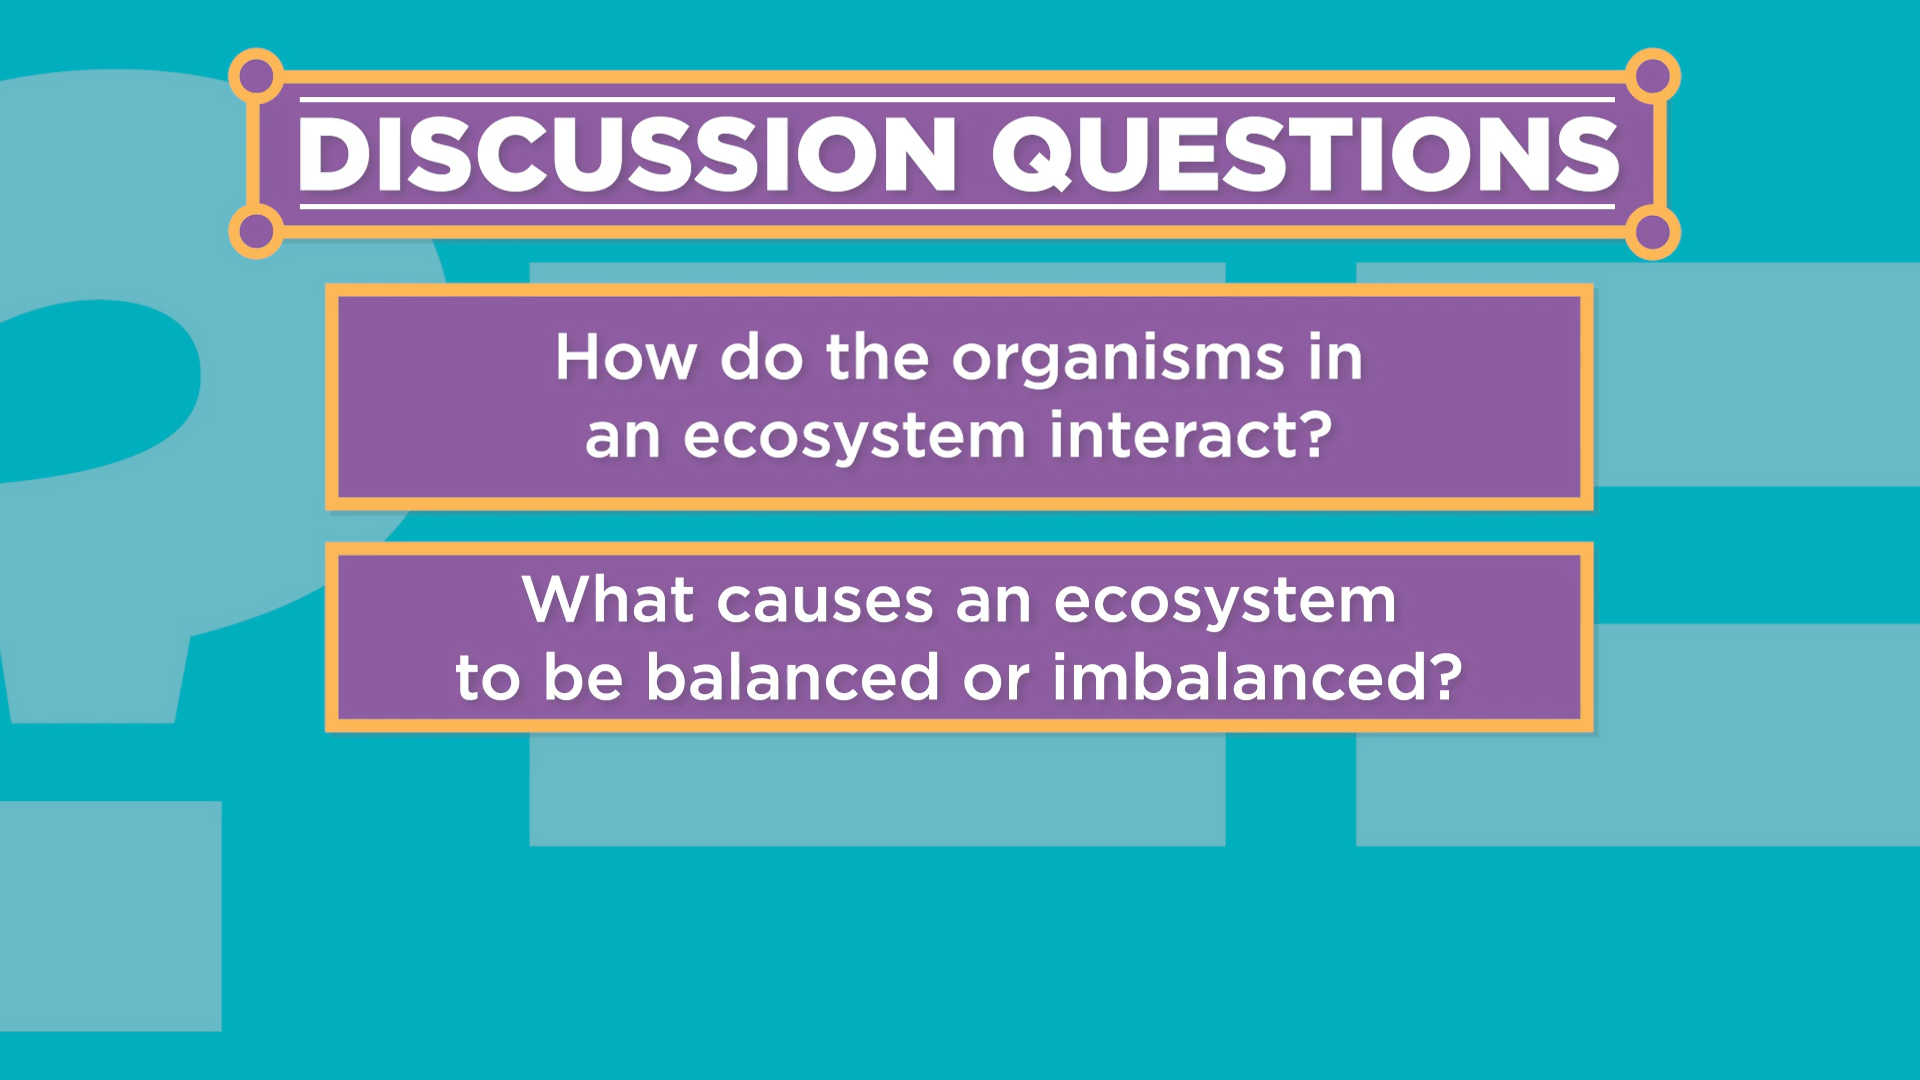 DISCUSSION QUESTIONS
How do the organisms in
an ecosystem interact?
What causes an ecosystem
to be balanced or imbalanced?